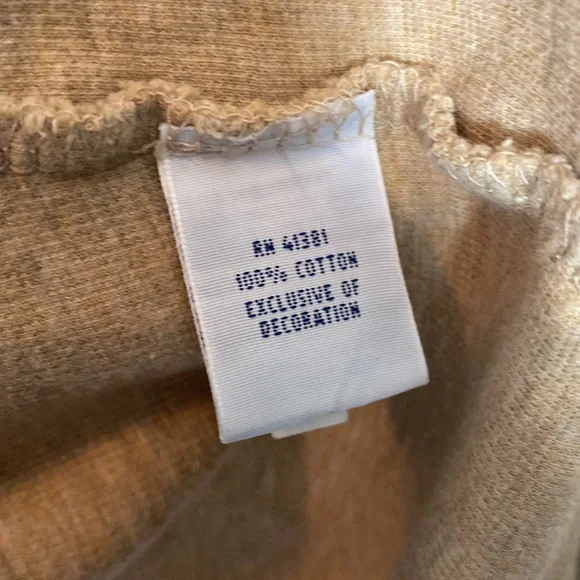 RN 41381
100% COTTON
EXCLUSIVE OF
DECORATION